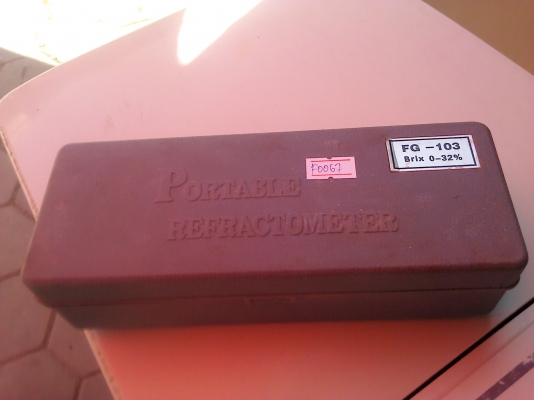 FG - 103
Brix 0-32%
F0067
PORTABLE
REFRACTOMETER